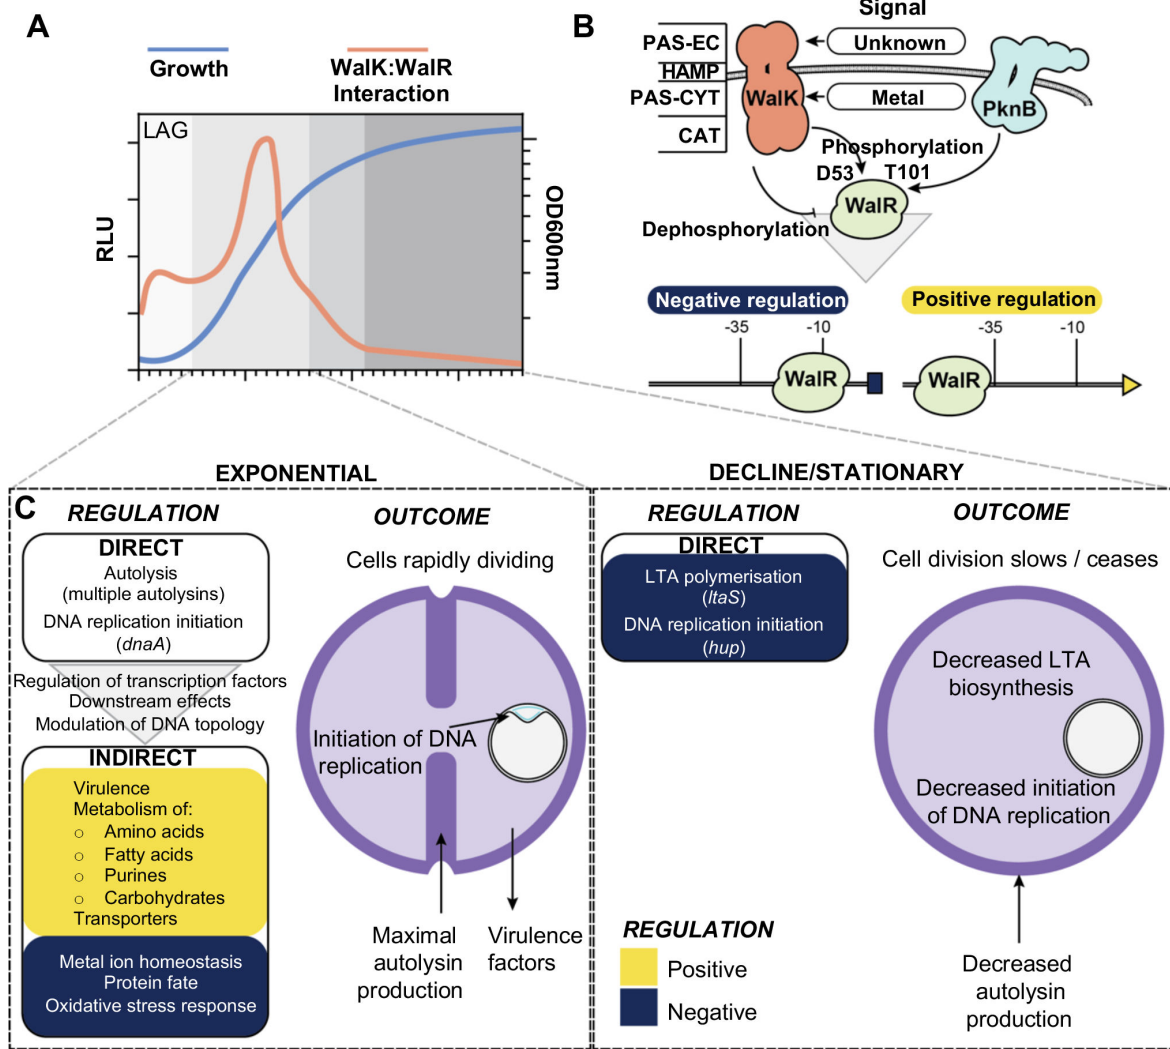 A
Growth
WalK:WalR
Interaction
LAG
RLU
OD600nm
B
Signal
PAS-EC
HAMP
PAS-CYT
CAT
Unknown
Metal
WalK
PknB
Phosphorylation
D53
T101
WalR
Dephosphorylation
Negative regulation
Positive regulation
-35
-10
-35
-10
WalR
WalR
EXPONENTIAL
DECLINE/STATIONARY
C
REGULATION
OUTCOME
DIRECT
Autolysis
(multiple autolysins)
DNA replication initiation
(dnaA)
Regulation of transcription factors
Downstream effects
Modulation of DNA topology
INDIRECT
Virulence
Metabolism of:
○ Amino acids
○ Fatty acids
○ Purines
○ Carbohydrates
Transporters
Metal ion homeostasis
Protein fate
Oxidative stress response
Cells rapidly dividing
Initiation of DNA
replication
Maximal
autolysin
production
Virulence
factors
REGULATION
OUTCOME
DIRECT
LTA polymerisation
(ltaS)
DNA replication initiation
(hup)
Cell division slows / ceases
Decreased LTA
biosynthesis
Decreased initiation
of DNA replication
Decreased
autolysin
production
REGULATION
Positive
Negative